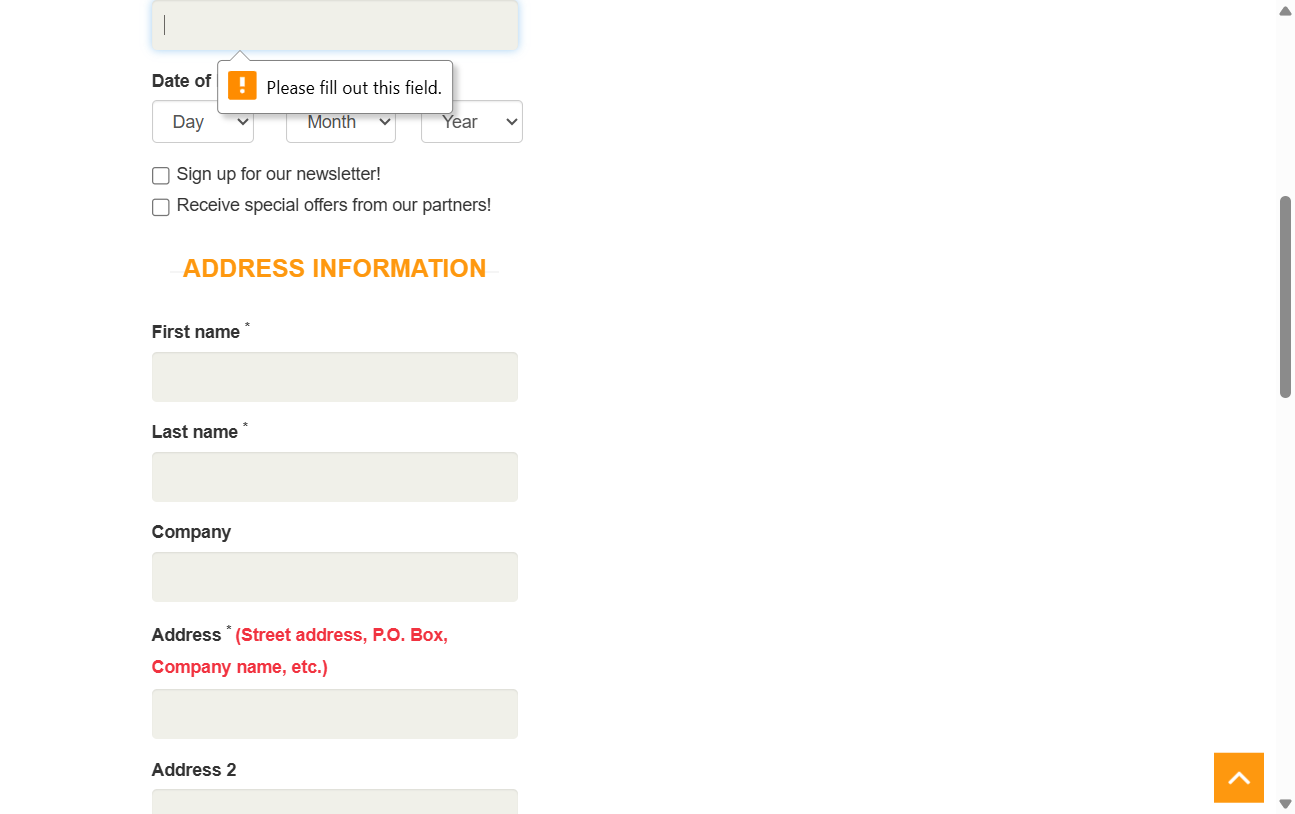 Please fill out this field.
Date of
Day Month Year
Sign up for our newsletter!
Receive special offers from our partners!
ADDRESS INFORMATION
First name *
Last name *
Company
Address * (Street address, P.O. Box,
Company name, etc.)
Address 2